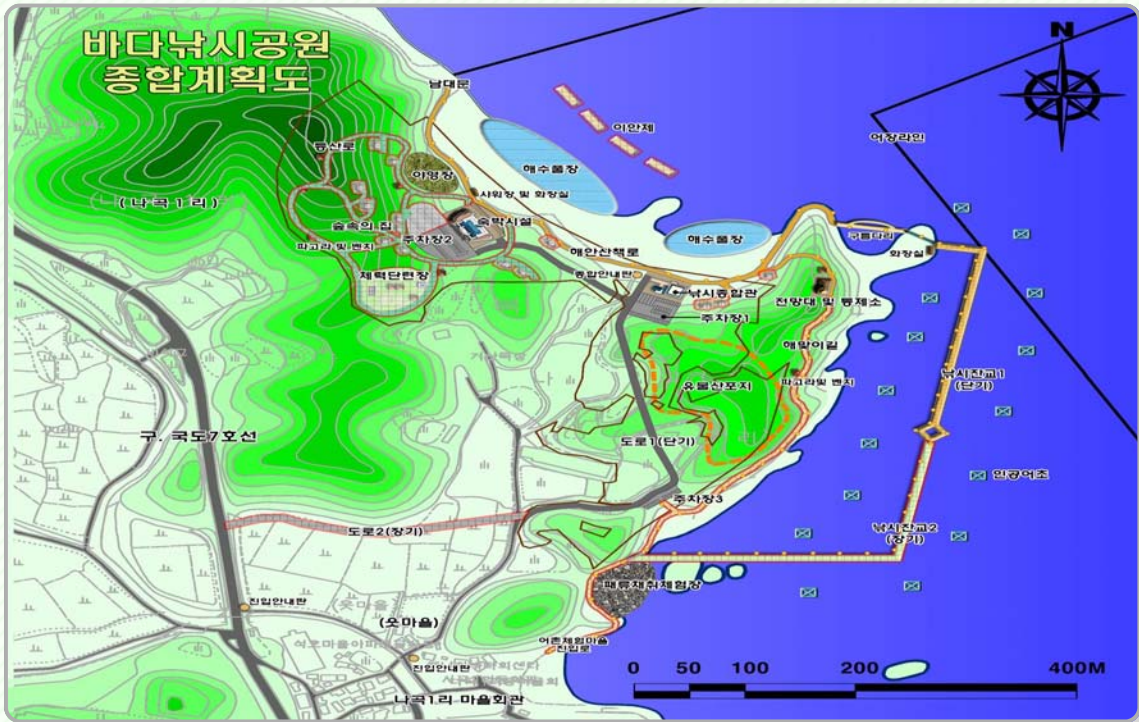 바다낚시공원
종합계획도
N
남대문
이안제
어장라인
해수풀장
등산로
야영장
샤워장 및 화장실
(나곡1리)
숲속의 집
숙박시설
주차장2
파고라 및 벤치
해안산책로
해수풀장
구름다리
화장실
체력단련장
종합안내판
낚시종합관
주차장1
전망대 및 통제소
해맞이길
유물산포지
파고라및 벤치
낚시잔교1
(단기)
구. 국도7호선
도로1(단기)
인공어초
주차장3
도로2(장기)
낚시잔교2
(장기)
패류채취체험장
진입안내판
(웃마을)
어촌체험마을
진입로
진입안내판
나곡1리 마을회관
0 50 100 200 400M